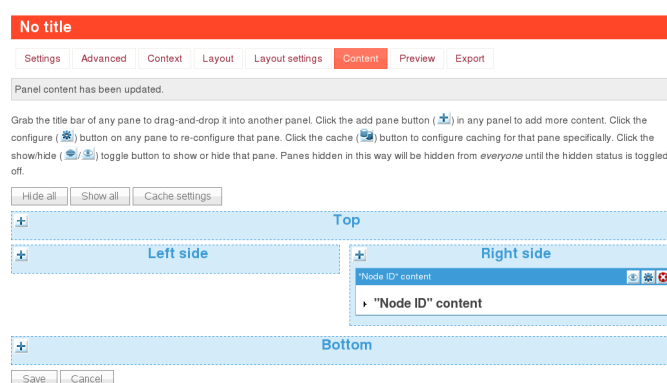 No title
Settings Advanced Context Layout Layout settings Content Preview Export
Panel content has been updated.
Grab the title bar of any pane to drag-and-drop it into another panel. Click the add pane button ( ) in any panel to add more content. Click the
configure ( ) button on any pane to re-configure that pane. Click the cache ( ) button to configure caching for that pane specifically. Click the
show/hide ( / ) toggle button to show or hide that pane. Panes hidden in this way will be hidden from everyone until the hidden status is toggled
off.
Hide all Show all Cache settings
Top
Left side Right side
"Node ID" content
"Node ID" content
Bottom
Save Cancel